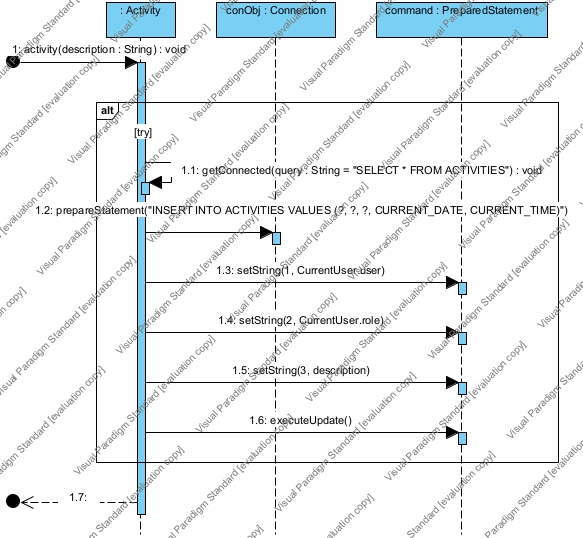 : Activity
conObj : Connection
command : PreparedStatement
1: activity(description : String) : void
alt
[try]
1.1: getConnected(query : String = "SELECT * FROM ACTIVITIES") : void
1.2: prepareStatement("INSERT INTO ACTIVITIES VALUES (?, ?, ?, CURRENT_DATE, CURRENT_TIME)")
1.3: setString(1, CurrentUser.user)
1.4: setString(2, CurrentUser.role)
1.5: setString(3, description)
1.6: executeUpdate()
1.7:
Visual Paradigm Standard [evaluation copy]